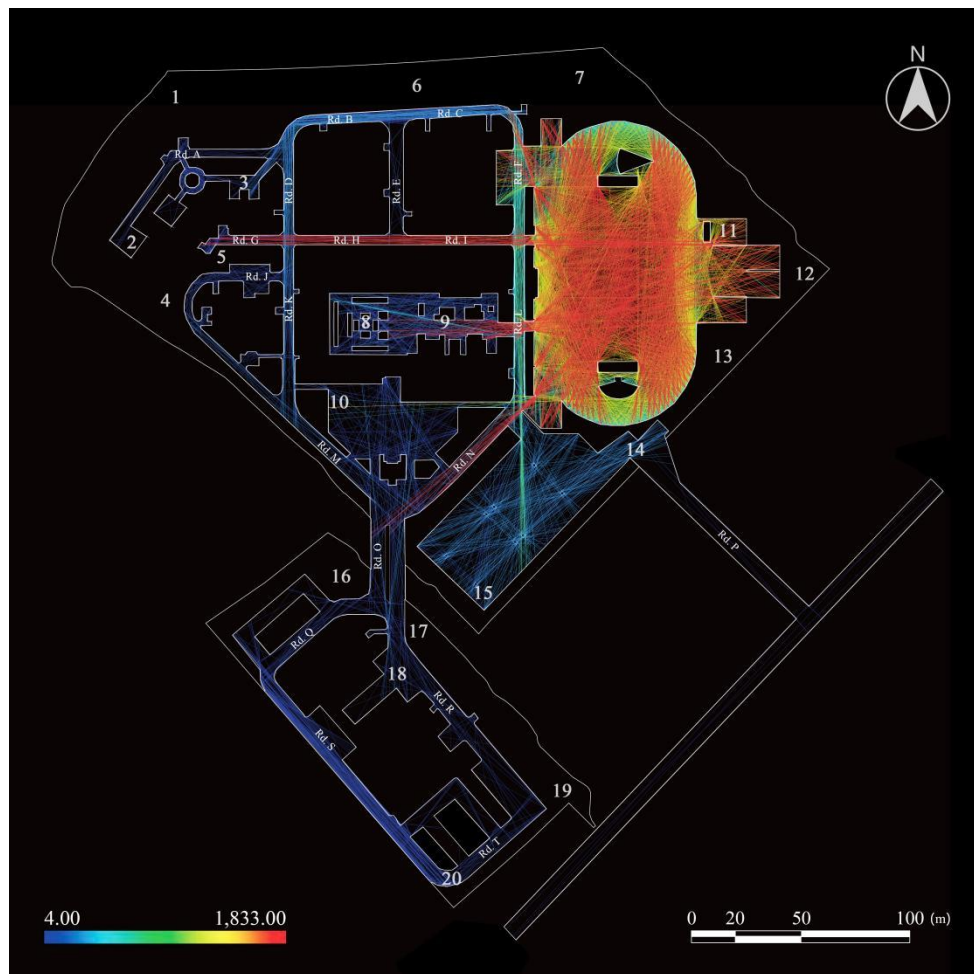 N
1
6
7
Rd. B
Rd. C
Rd. A
3
Rd. D
Rd. E
Rd. F
2
5
Rd. G
Rd. H
Rd. I
11
12
4
Rd. J
Rd. K
8
9
Rd. L
13
10
Rd. M
Rd. N
14
Rd. O
Rd. P
15
16
17
Rd. Q
18
Rd. R
Rd. S
19
Rd. T
20
4.00
1,833.00
0 20 50 100 (m)